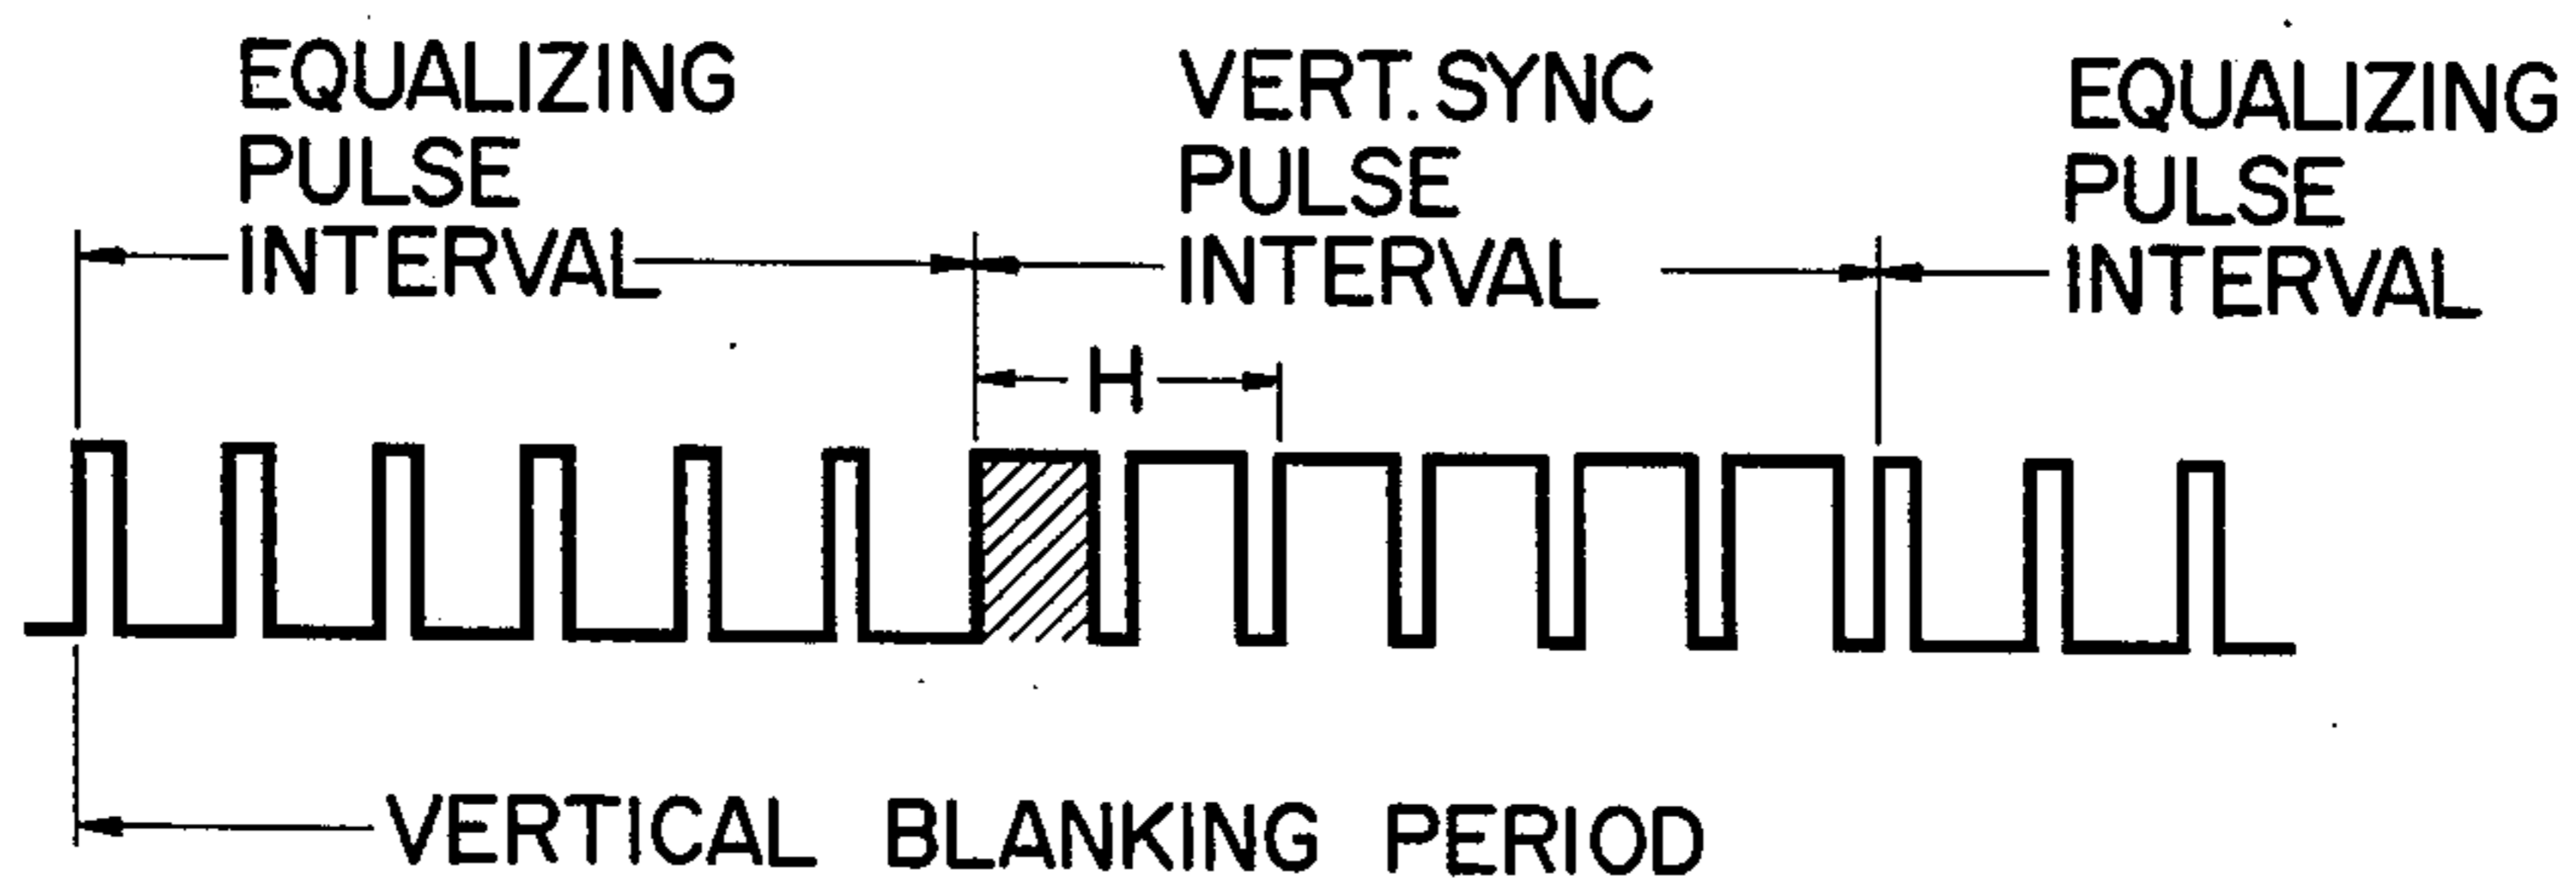 EQUALIZING
PULSE
INTERVAL
VERT. SYNC
PULSE
INTERVAL
EQUALIZING
PULSE
INTERVAL
H
VERTICAL BLANKING PERIOD